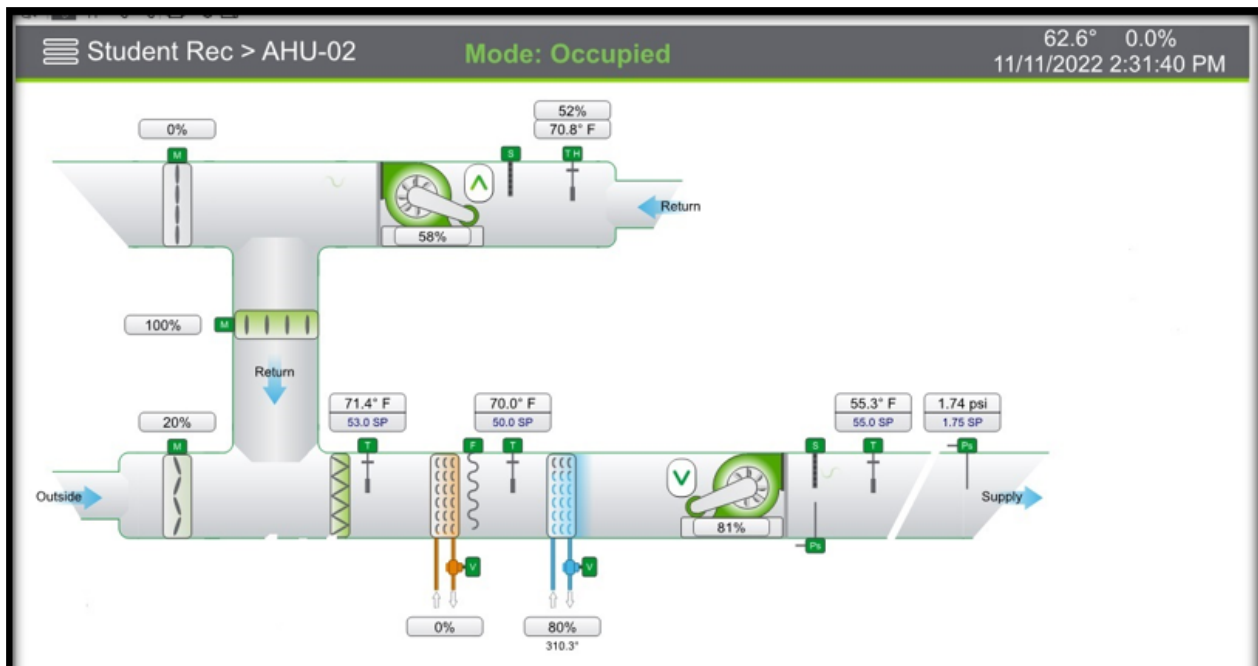 Student Rec > AHU-02
Mode: Occupied
62.6° 0.0%
11/11/2022 2:31:40 PM
52%
0%
70.8° F
M
S
T H
Return
58%
100%
M
Return
71.4° F
70.0° F
55.3° F
1.74 psi
20%
53.0 SP
50.0 SP
55.0 SP
1.75 SP
M
T
F
T
S
T
Ps
Outside
Supply
81%
Ps
V
V
0%
80%
310.3°